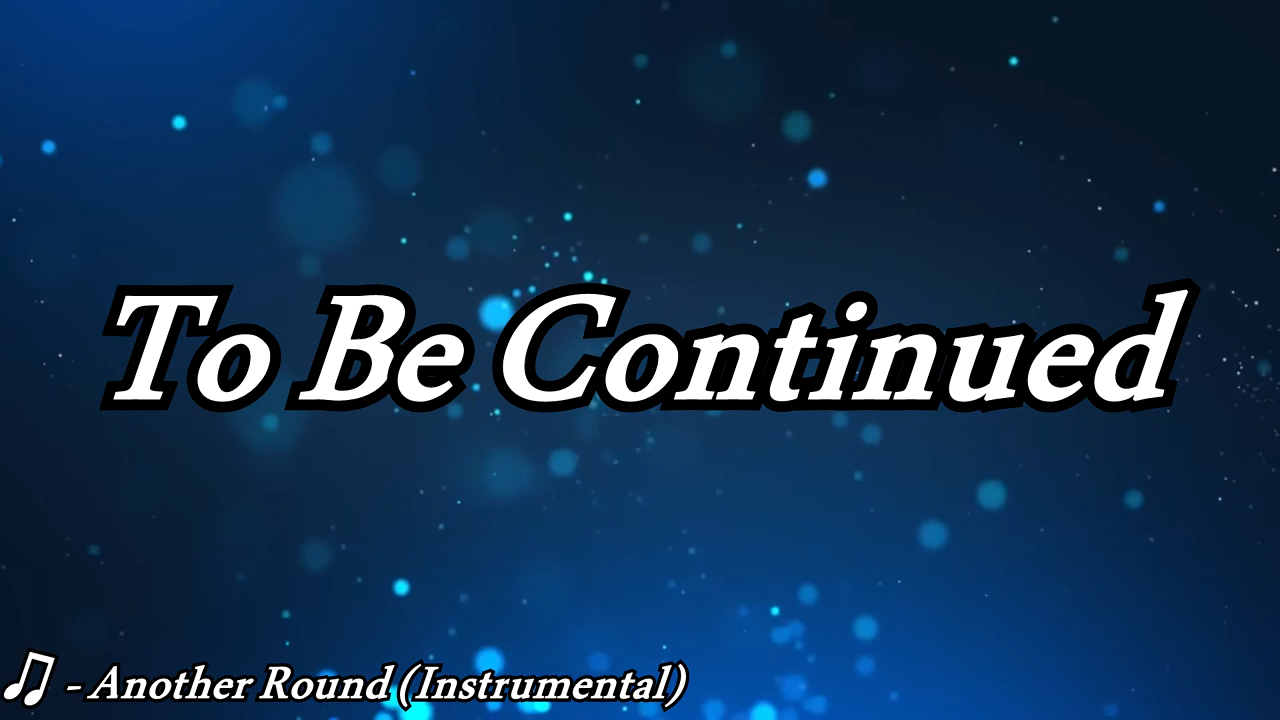 To Be Continued
♫ - Another Round (Instrumental)